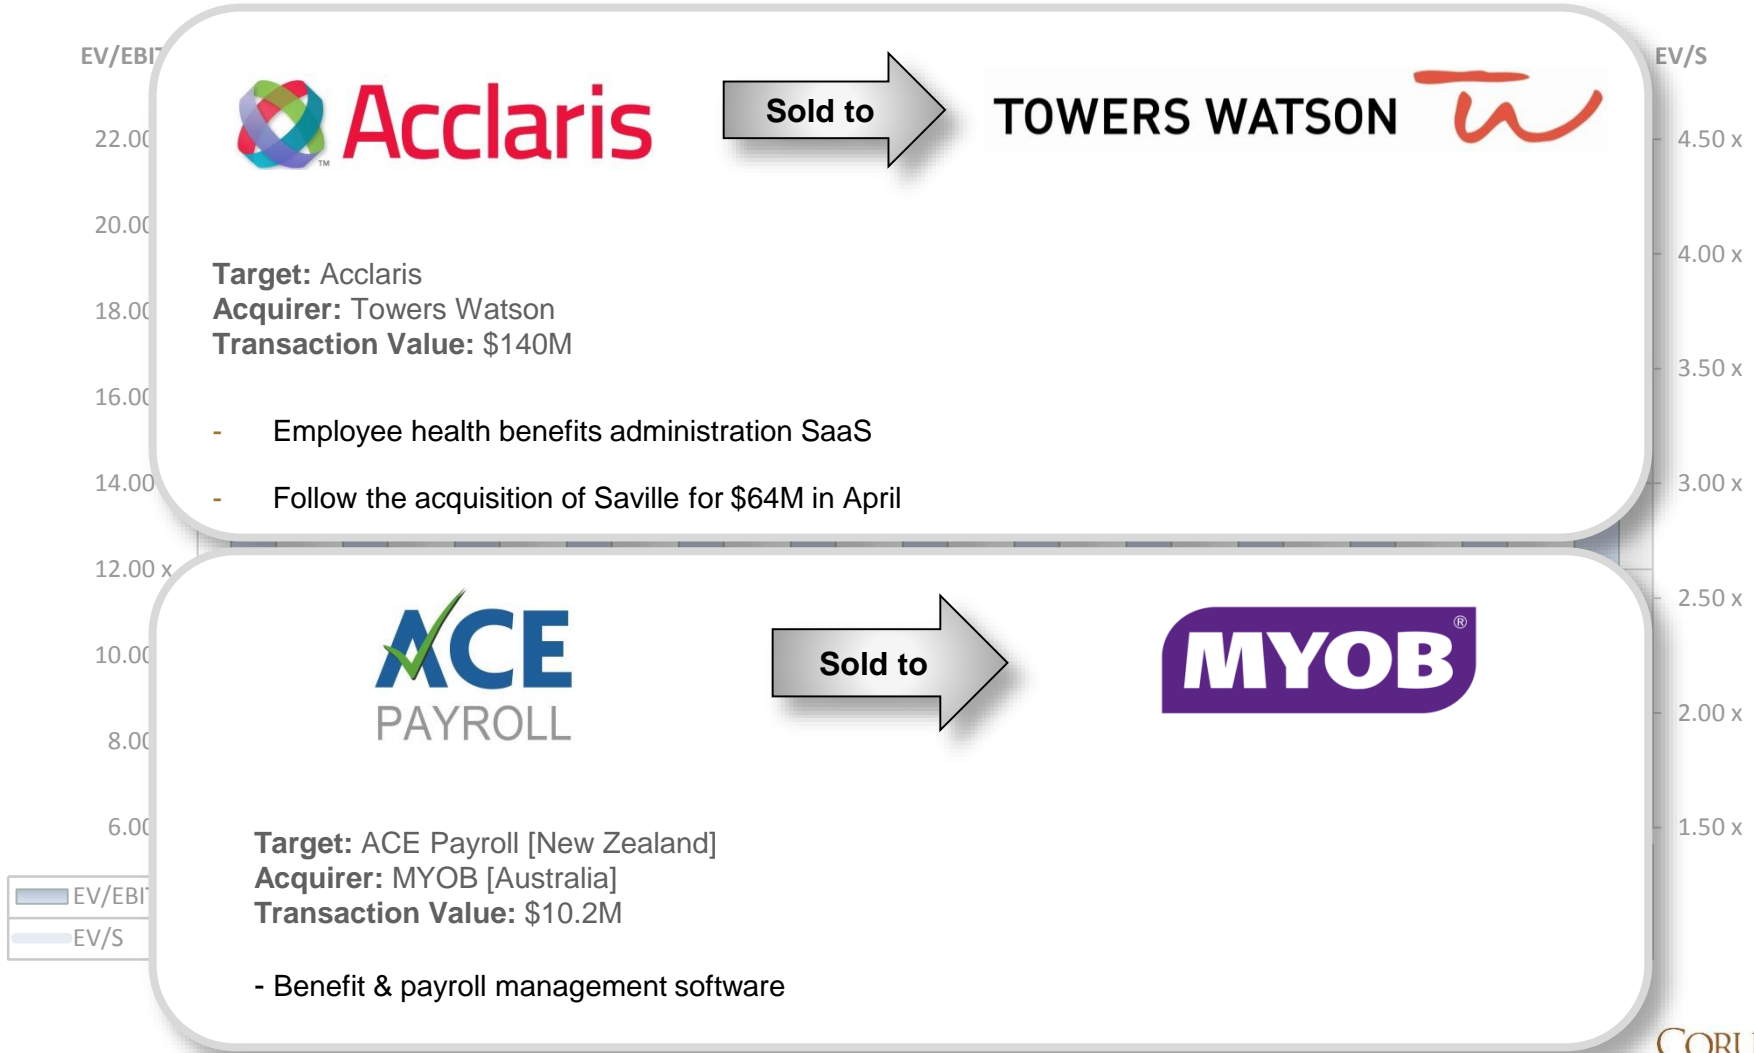 EV/EBIT
EV/S
Acclaris
TM
Sold to
TOWERS WATSON
22.00
4.50 x
20.00
4.00 x
Target: Acclaris
Acquirer: Towers Watson
Transaction Value: $140M
18.00
3.50 x
16.00
- Employee health benefits administration SaaS
14.00
3.00 x
- Follow the acquisition of Saville for $64M in April
12.00 x
2.50 x
ACE
PAYROLL
Sold to
MYOB®
10.00
2.00 x
8.00
6.00
1.50 x
Target: ACE Payroll [New Zealand]
Acquirer: MYOB [Australia]
Transaction Value: $10.2M
EV/EBIT
EV/S
- Benefit & payroll management software